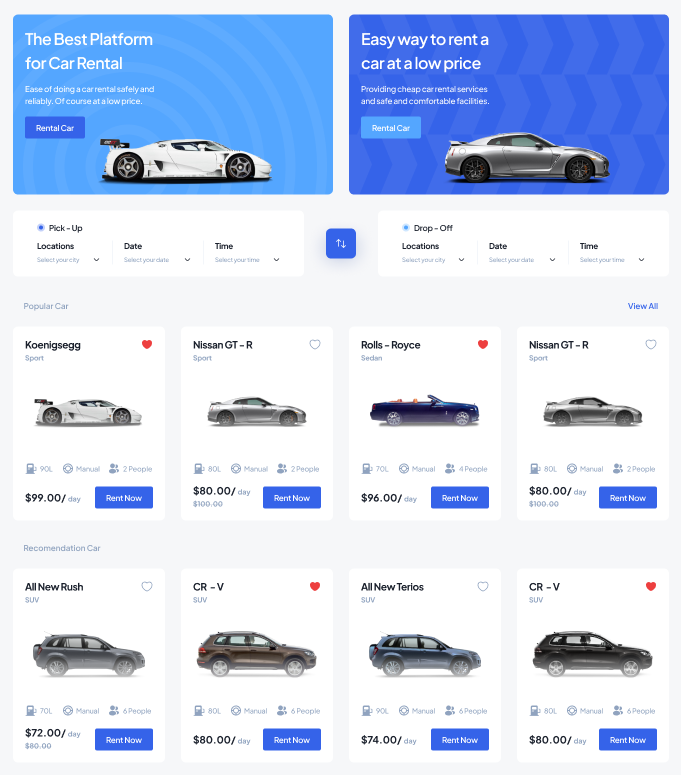 The Best Platform
for Car Rental
Ease of doing a car rental safely and
reliably. Of course at a low price.
Rental Car
Easy way to rent a
car at a low price
Providing cheap car rental services
and safe and comfortable facilities.
Rental Car
Pick - Up
Locations Date Time
Select your city Select your date Select your time
Drop - Off
Locations Date Time
Select your city Select your date Select your time
Popular Car View All
Koenigsegg
Sport
90L Manual 2 People
$99.00/ day Rent Now
Nissan GT - R
Sport
80L Manual 2 People
$80.00/ day
$100.00
Rent Now
Rolls - Royce
Sedan
70L Manual 4 People
$96.00/ day Rent Now
Nissan GT - R
Sport
80L Manual 2 People
$80.00/ day
$100.00
Rent Now
Recomendation Car
All New Rush
SUV
70L Manual 6 People
$72.00/ day
$80.00
Rent Now
CR - V
SUV
80L Manual 6 People
$80.00/ day Rent Now
All New Terios
SUV
90L Manual 6 People
$74.00/ day Rent Now
CR - V
SUV
80L Manual 6 People
$80.00/ day Rent Now